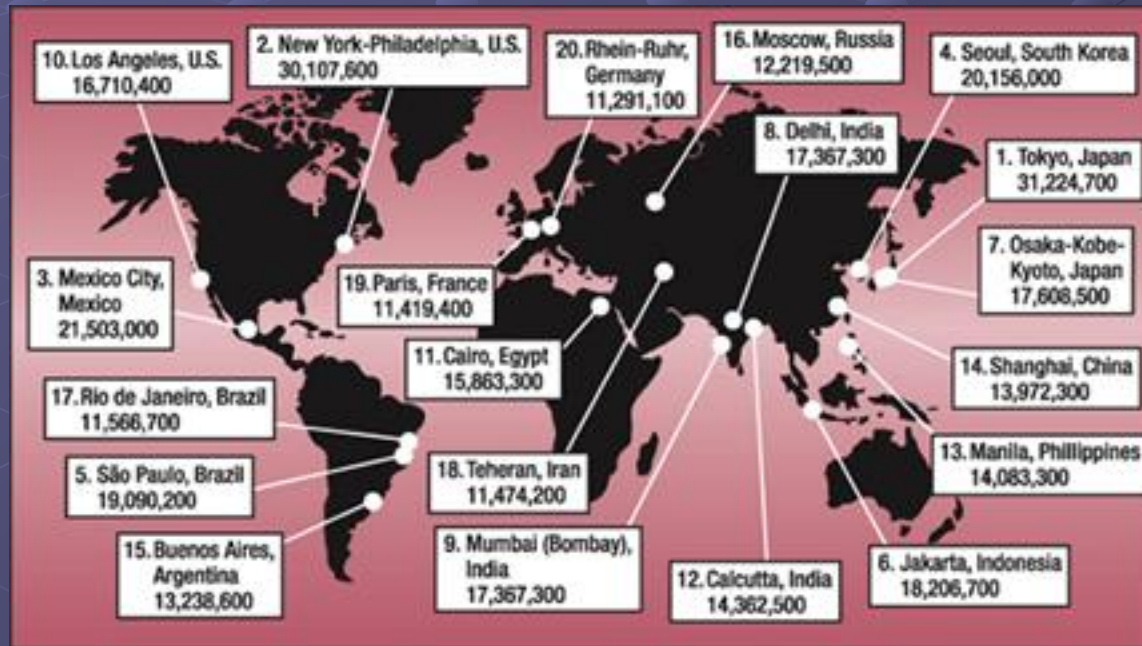 10. Los Angeles, U.S.
16,710,400
2. New York-Philadelphia, U.S.
30,107,600
20. Rhein-Ruhr,
Germany
11,291,100
16. Moscow, Russia
12,219,500
4. Seoul, South Korea
20,156,000
8. Delhi, India
17,367,300
1. Tokyo, Japan
31,224,700
3. Mexico City,
Mexico
21,503,000
19. Paris, France
11,419,400
7. Osaka-Kobe-
Kyoto, Japan
17,608,500
11. Cairo, Egypt
15,863,300
14. Shanghai, China
13,972,300
17. Rio de Janeiro, Brazil
11,566,700
13. Manila, Phillippines
14,083,300
5. São Paulo, Brazil
19,090,200
18. Teheran, Iran
11,474,200
15. Buenos Aires,
Argentina
13,238,600
9. Mumbai (Bombay),
India
17,367,300
12. Calcutta, India
14,362,500
6. Jakarta, Indonesia
18,206,700